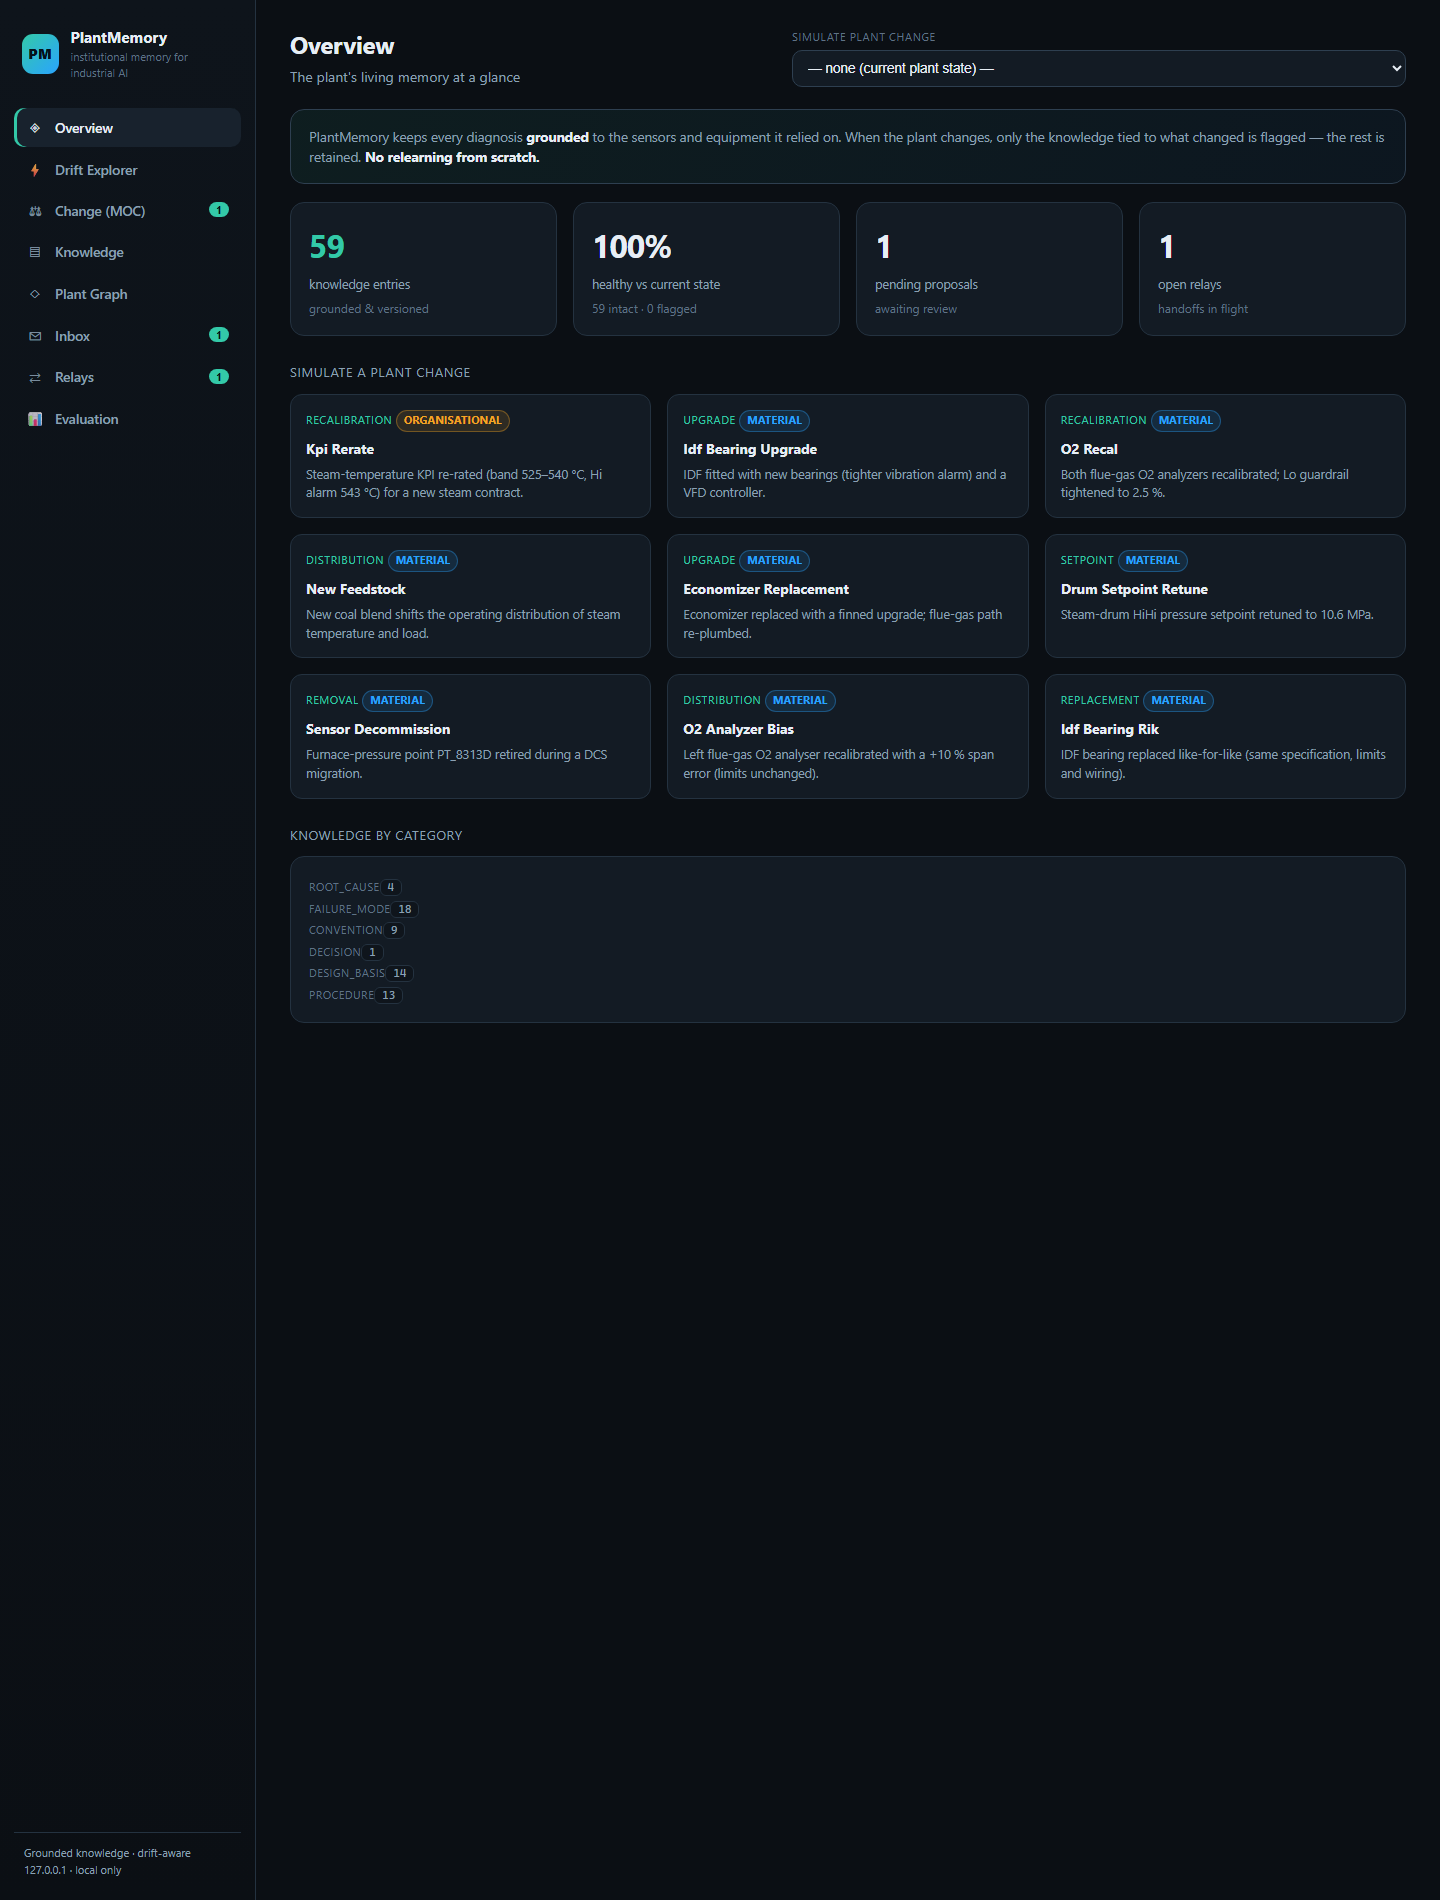 PM
PlantMemory
institutional memory for
industrial AI
Overview
Drift Explorer
Change (MOC) 1
Knowledge
Plant Graph
Inbox 1
Relays 1
Evaluation
Grounded knowledge · drift-aware
127.0.0.1 · local only
Overview
The plant's living memory at a glance
SIMULATE PLANT CHANGE
— none (current plant state) —
PlantMemory keeps every diagnosis grounded to the sensors and equipment it relied on. When the plant changes, only the knowledge tied to what changed is flagged — the rest is
retained. No relearning from scratch.
59
knowledge entries
grounded & versioned
100%
healthy vs current state
59 intact · 0 flagged
1
pending proposals
awaiting review
1
open relays
handoffs in flight
SIMULATE A PLANT CHANGE
RECALIBRATION ORGANISATIONAL
Kpi Rerate
Steam-temperature KPI re-rated (band 525–540 °C, Hi
alarm 543 °C) for a new steam contract.
UPGRADE MATERIAL
Idf Bearing Upgrade
IDF fitted with new bearings (tighter vibration alarm) and a
VFD controller.
RECALIBRATION MATERIAL
O2 Recal
Both flue-gas O2 analyzers recalibrated; Lo guardrail
tightened to 2.5 %.
DISTRIBUTION MATERIAL
New Feedstock
New coal blend shifts the operating distribution of steam
temperature and load.
UPGRADE MATERIAL
Economizer Replacement
Economizer replaced with a finned upgrade; flue-gas path
re-plumbed.
SETPOINT MATERIAL
Drum Setpoint Retune
Steam-drum HiHi pressure setpoint retuned to 10.6 MPa.
REMOVAL MATERIAL
Sensor Decommission
Furnace-pressure point PT_8313D retired during a DCS
migration.
DISTRIBUTION MATERIAL
O2 Analyzer Bias
Left flue-gas O2 analyser recalibrated with a +10 % span
error (limits unchanged).
REPLACEMENT MATERIAL
Idf Bearing Rik
IDF bearing replaced like-for-like (same specification, limits
and wiring).
KNOWLEDGE BY CATEGORY
ROOT_CAUSE 4
FAILURE_MODE 18
CONVENTION 9
DECISION 1
DESIGN_BASIS 14
PROCEDURE 13